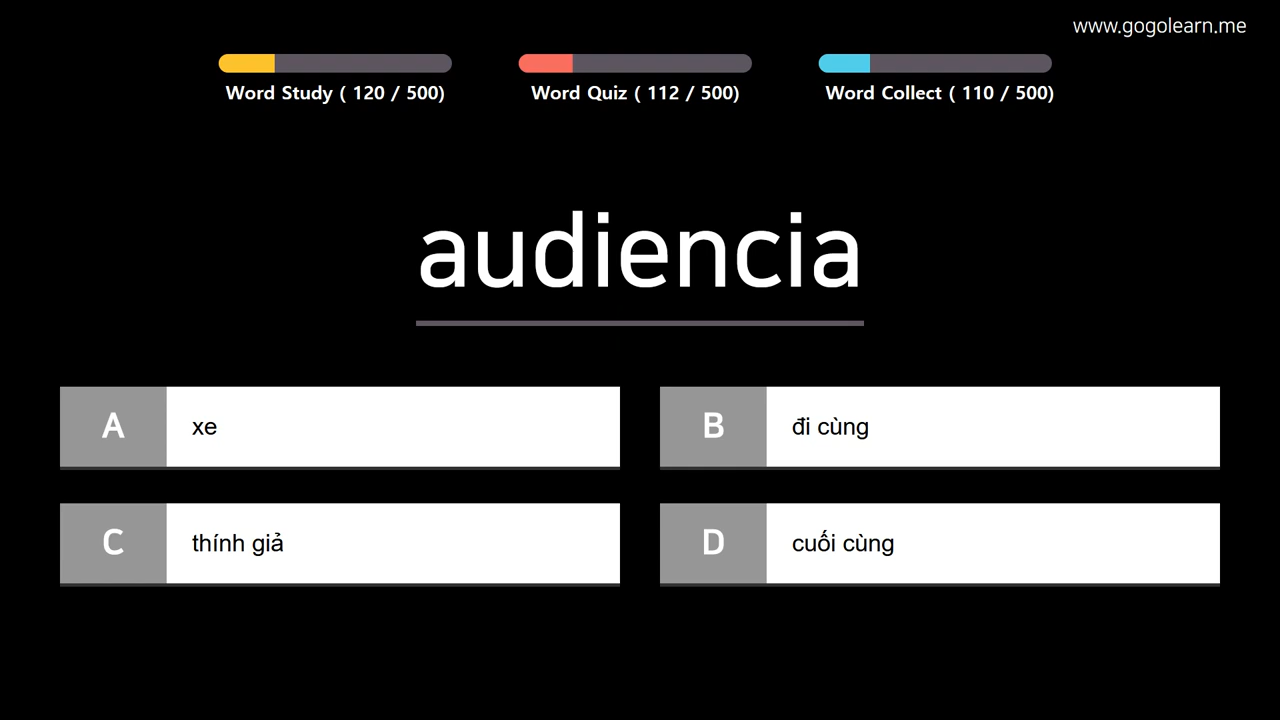 www.gogolearn.me
Word Study ( 120 / 500)
Word Quiz ( 112 / 500)
Word Collect ( 110 / 500)
audiencia
A xe
B đi cùng
C thính giả
D cuối cùng